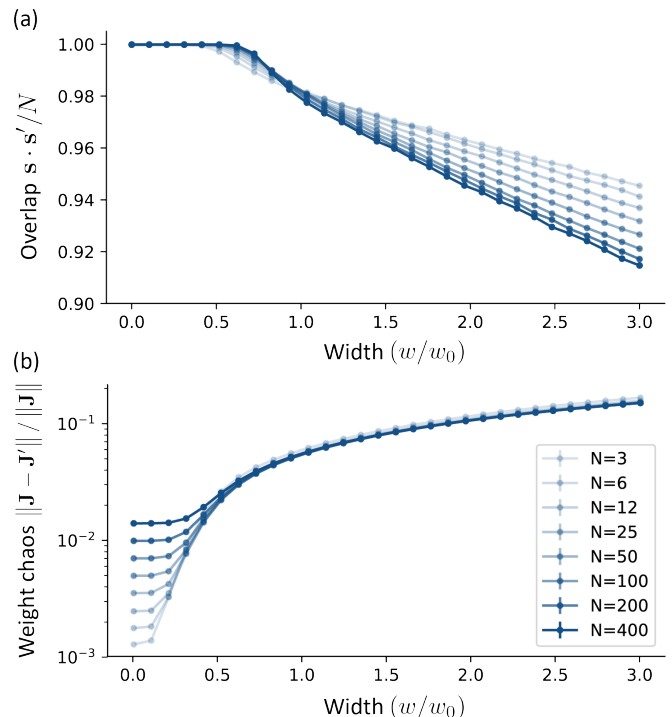 (a)
1.00
0.98
0.96
0.94
0.92
0.90
Overlap s · s′/N
0.0 0.5 1.0 1.5 2.0 2.5 3.0
Width (w/w₀)
(b)
10⁻¹
10⁻²
10⁻³
Weight chaos ||J − J′|| / ||J||
N=3
N=6
N=12
N=25
N=50
N=100
N=200
N=400
0.0 0.5 1.0 1.5 2.0 2.5 3.0
Width (w/w₀)